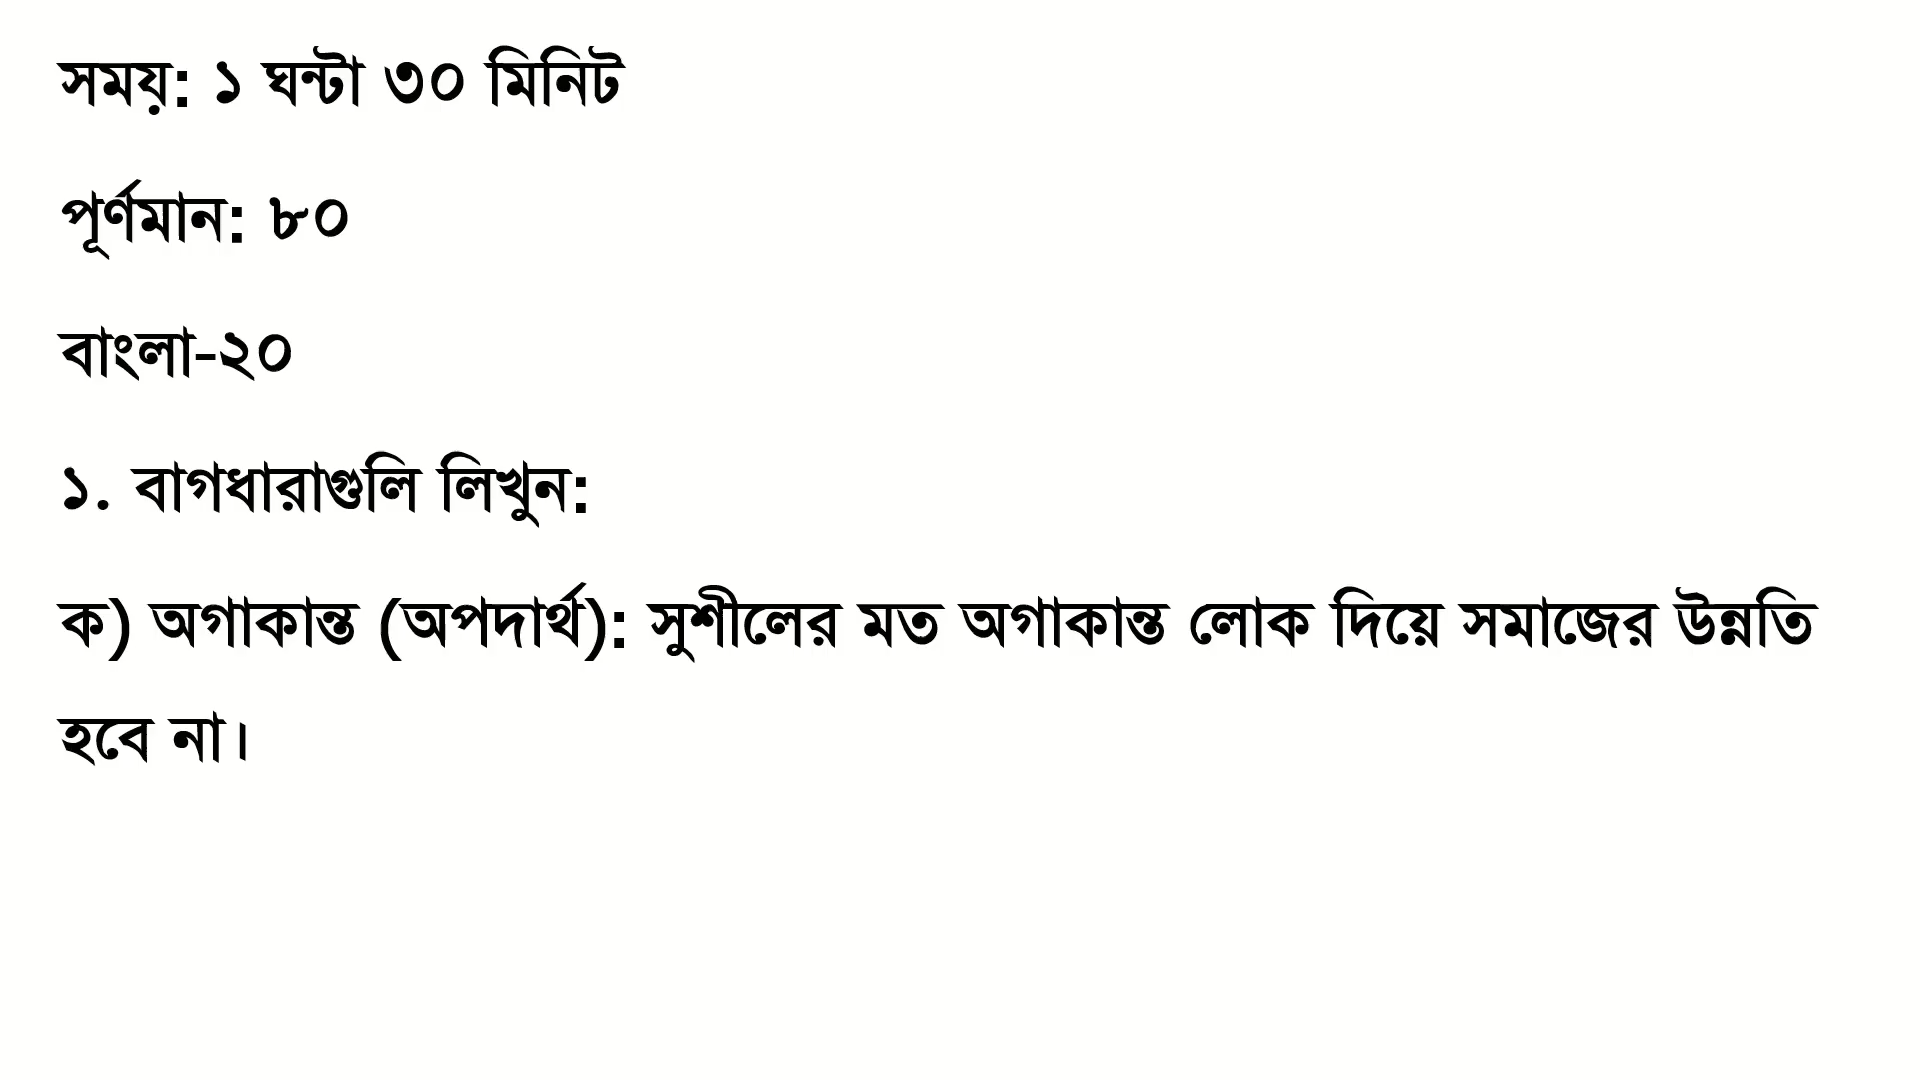 সময়: ১ ঘন্টা ৩০ মিনিট
পূর্ণমান: ৮০
বাংলা-২০
১. বাগধারাগুলি লিখুন:
ক) অগাকান্ত (অপদার্থ): সুশীলের মত অগাকান্ত লোক দিয়ে সমাজের উন্নতি
হবে না।